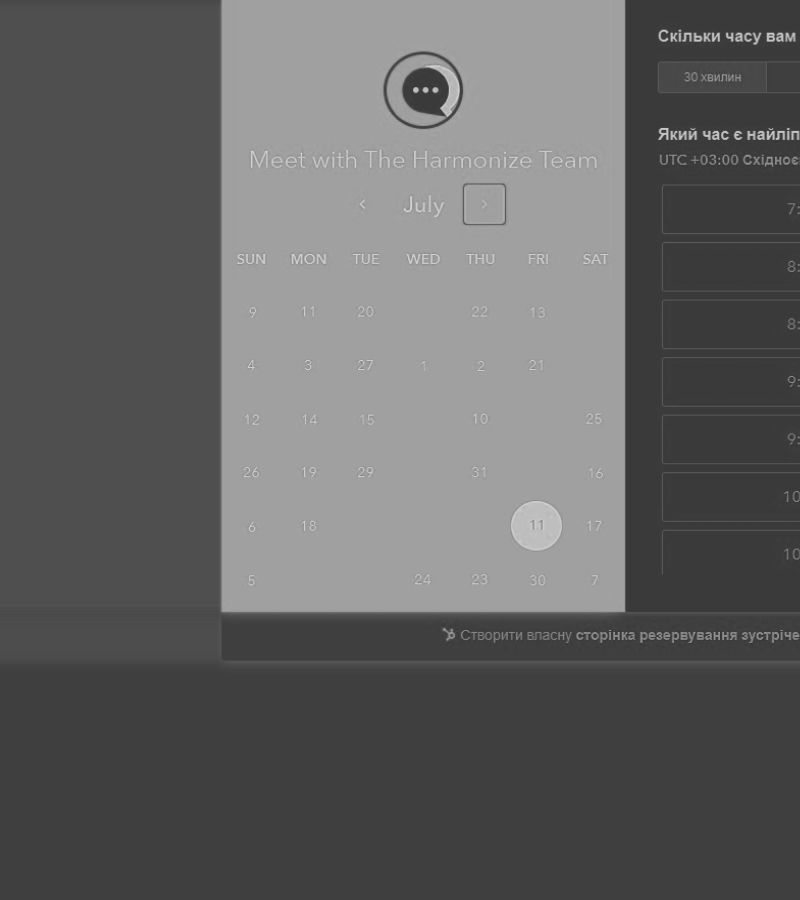 Meet with The Harmonize Team
July
SUN MON TUE WED THU FRI SAT
9 11 20 22 13
4 3 27 1 2 21
12 14 15 10 25
26 19 29 31 16
6 18 11 17
5 24 23 30 7
Скільки часу вам
30 хвилин
Який час є найліп
UTC +03:00 Східноє
7:
8:
8:
9:
9:
10
10
Створити власну сторінка резервування зустріче